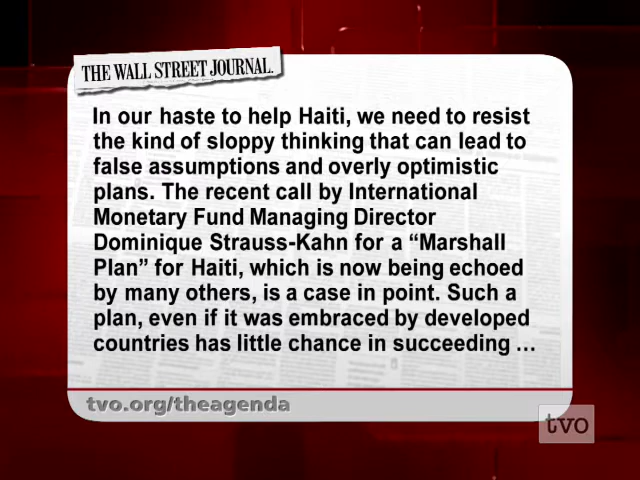 THE WALL STREET JOURNAL.
In our haste to help Haiti, we need to resist
the kind of sloppy thinking that can lead to
false assumptions and overly optimistic
plans. The recent call by International
Monetary Fund Managing Director
Dominique Strauss-Kahn for a “Marshall
Plan” for Haiti, which is now being echoed
by many others, is a case in point. Such a
plan, even if it was embraced by developed
countries has little chance in succeeding ...
tvo.org/theagenda
tvo